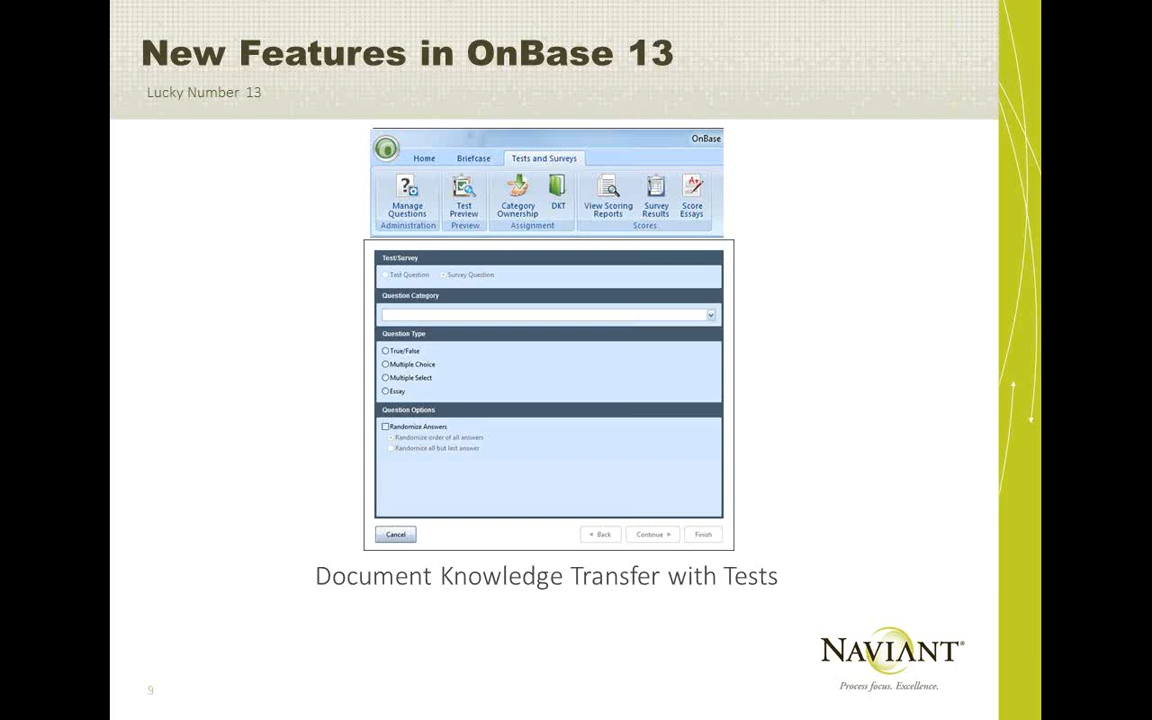 New Features in OnBase 13
Lucky Number 13
OnBase
Home Briefcase Tests and Surveys
Manage Questions
Test Preview
Category Ownership
DKT
View Scoring Reports
Survey Results
Score Essays
Administration Preview Assignment Scores
Test/Survey
Test Question Survey Question
Question Category
Question Type
True/False
Multiple Choice
Multiple Select
Essay
Question Options
Randomize Answers
Randomize order of all answers
Randomize all but last answer
Cancel Back Continue Finish
Document Knowledge Transfer with Tests
NAVIANT®
Process focus. Excellence.
9